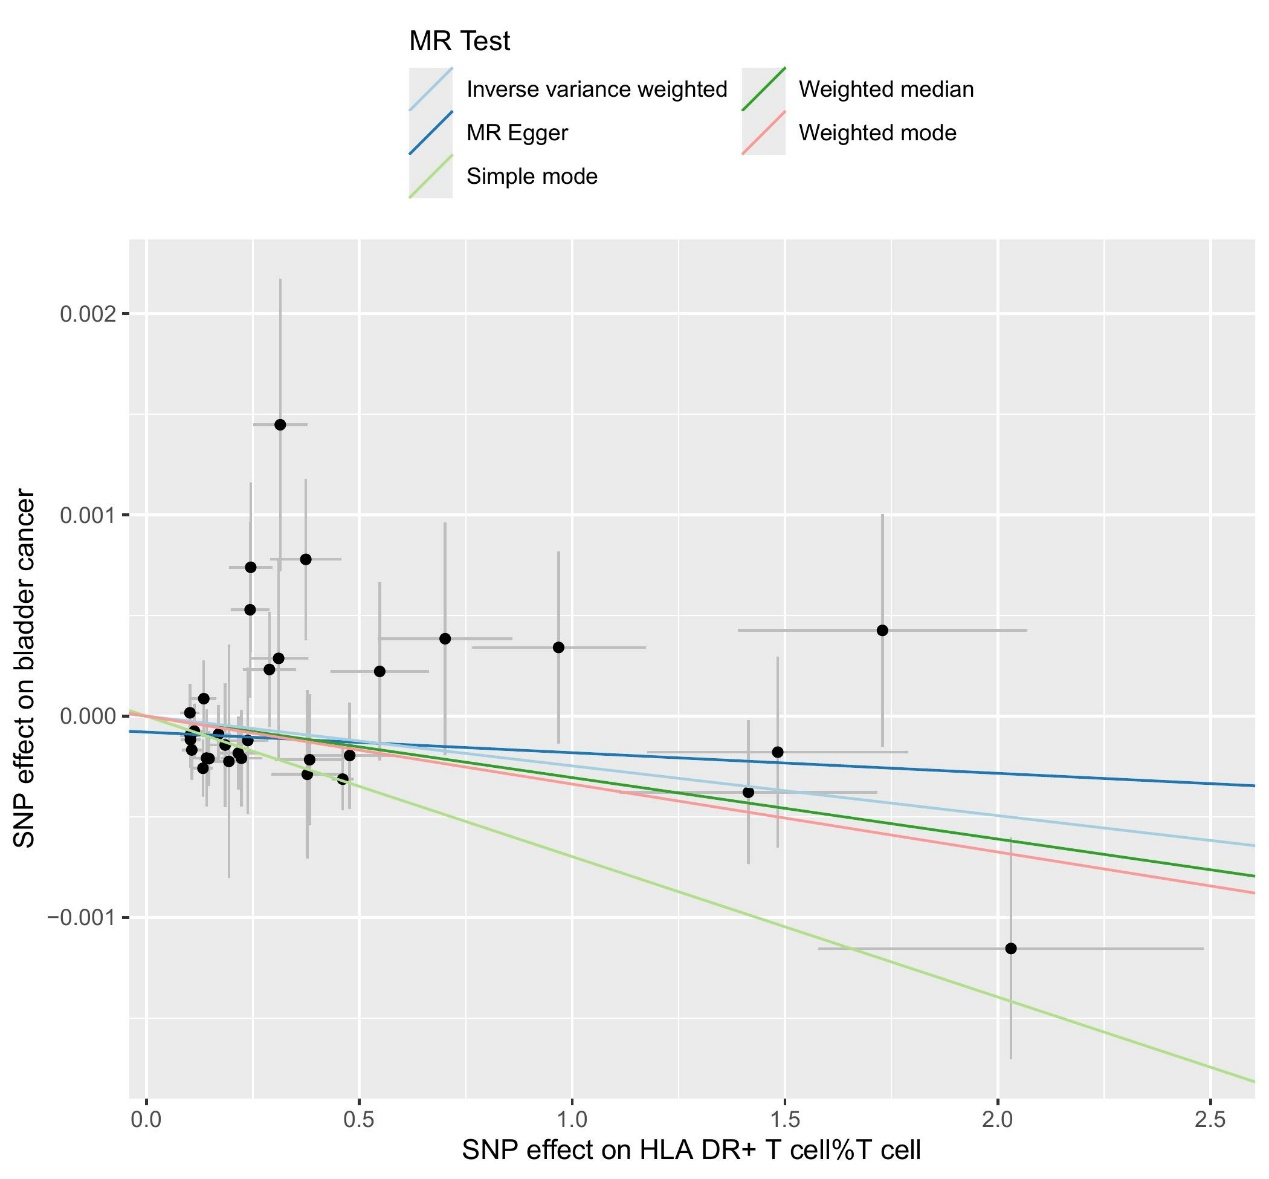 MR Test
Inverse variance weighted
Weighted median
MR Egger
Weighted mode
Simple mode
SNP effect on bladder cancer
0.002
0.001
0.000
−0.001
0.0 0.5 1.0 1.5 2.0 2.5
SNP effect on HLA DR+ T cell%T cell